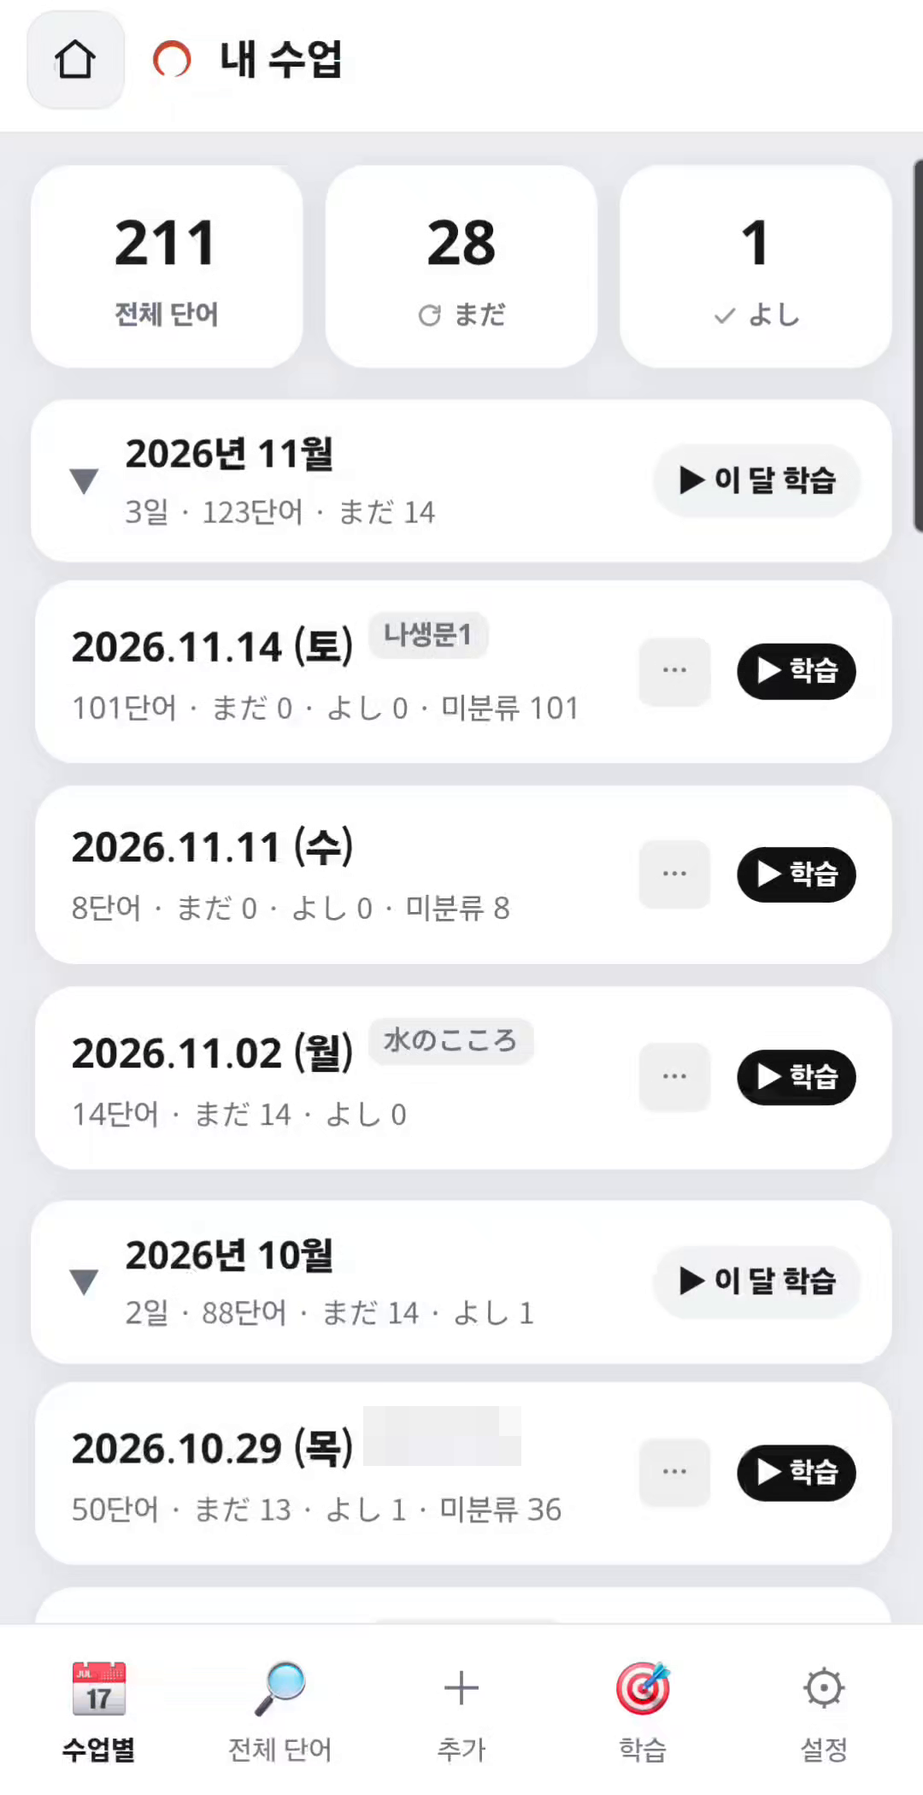 내 수업
211
전체 단어
28
まだ
1
✓ よし
2026년 11월
3일 · 123단어 · まだ 14
▶ 이 달 학습
2026.11.14 (토) 나생문1
101단어 · まだ 0 · よし 0 · 미분류 101
...
▶ 학습
2026.11.11 (수)
8단어 · まだ 0 · よし 0 · 미분류 8
...
▶ 학습
2026.11.02 (월) 水のこころ
14단어 · まだ 14 · よし 0
...
▶ 학습
2026년 10월
2일 · 88단어 · まだ 14 · よし 1
▶ 이 달 학습
2026.10.29 (목)
50단어 · まだ 13 · よし 1 · 미분류 36
...
▶ 학습
JUL
17
수업별
전체 단어
추가
학습
설정